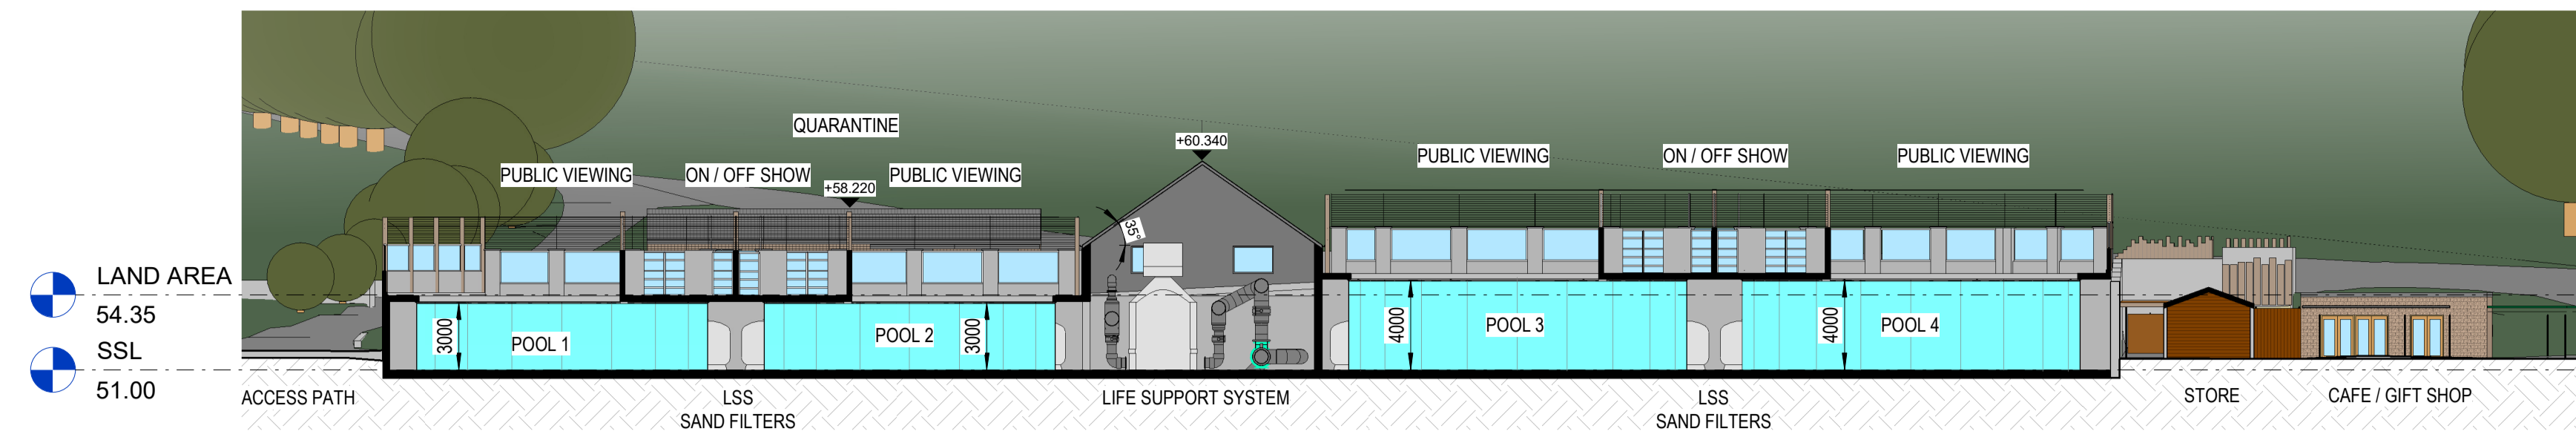 QUARANTINE
+60.340
PUBLIC VIEWING
ON / OFF SHOW
PUBLIC VIEWING
PUBLIC VIEWING
ON / OFF SHOW
PUBLIC VIEWING
+58.220
35°
LAND AREA
54.35
SSL
51.00
3000
POOL 1
POOL 2
3000
4000
POOL 3
4000
POOL 4
ACCESS PATH
LSS
SAND FILTERS
LIFE SUPPORT SYSTEM
LSS
SAND FILTERS
STORE
CAFE / GIFT SHOP